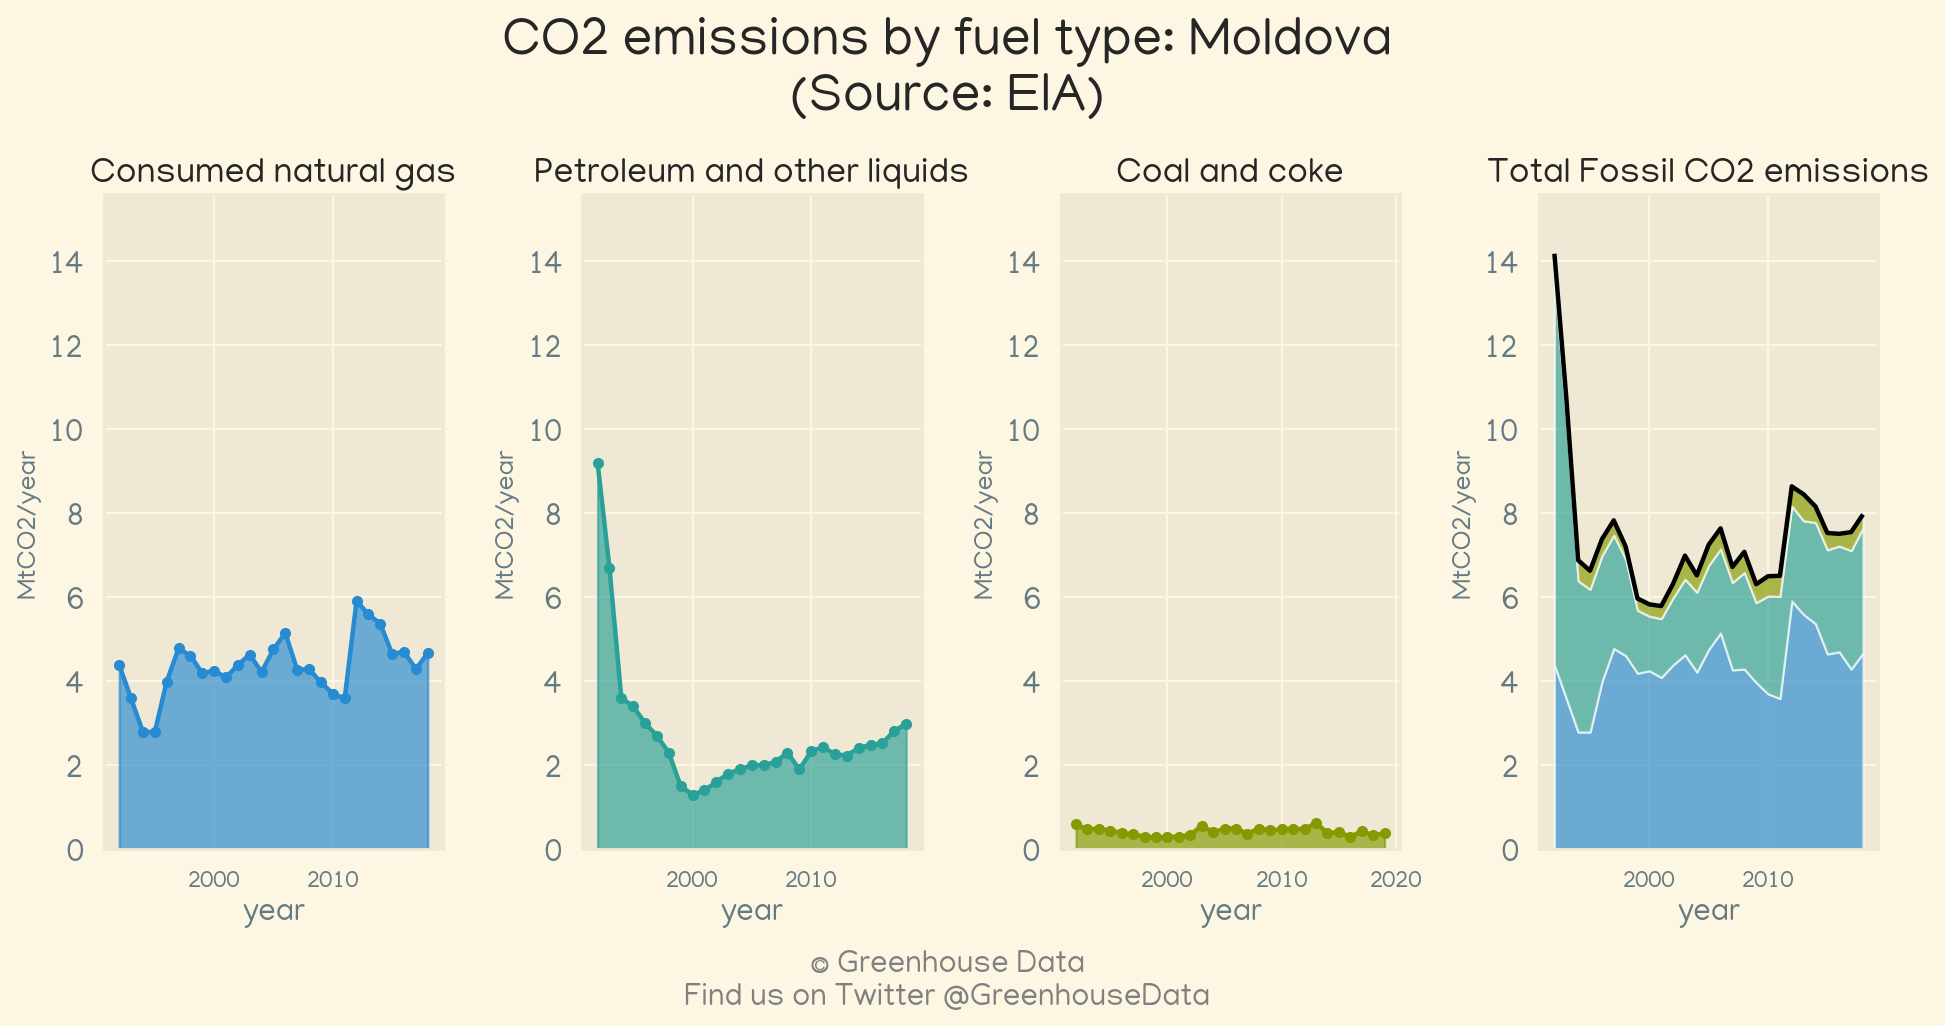 CO2 emissions by fuel type: Moldova
(Source: EIA)
Consumed natural gas
14
12
10
8
6
4
2
0
MtCO2/year
2000 2010
year
Petroleum and other liquids
14
12
10
8
6
4
2
0
MtCO2/year
2000 2010
year
Coal and coke
14
12
10
8
6
4
2
0
MtCO2/year
2000 2010 2020
year
Total Fossil CO2 emissions
14
12
10
8
6
4
2
0
MtCO2/year
2000 2010
year
© Greenhouse Data
Find us on Twitter @GreenhouseData